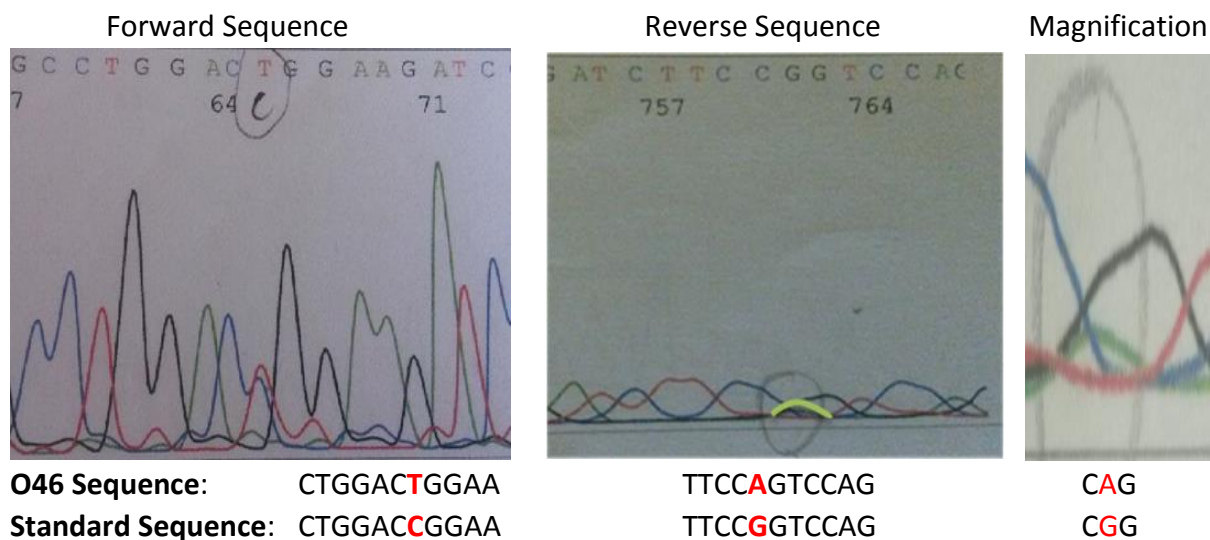 Forward Sequence Reverse Sequence Magnification
G C C T G G A C T G G A A G A T C
7 64 C 71
G A T C T T C C G G T C C A C
757 764
O46 Sequence: CTGGACTGGAA TTCCAGTCCAG CAG
Standard Sequence: CTGGACCGGAA TTCCGGTCCAG CGG